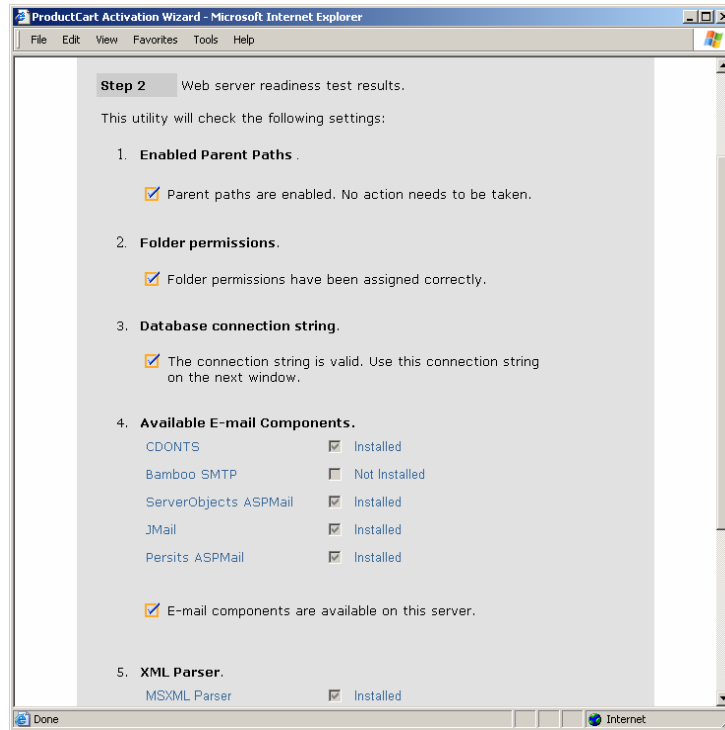 ProductCart Activation Wizard - Microsoft Internet Explorer
File Edit View Favorites Tools Help
Step 2 Web server readiness test results.
This utility will check the following settings:
1. Enabled Parent Paths .
Parent paths are enabled. No action needs to be taken.
2. Folder permissions.
Folder permissions have been assigned correctly.
3. Database connection string.
The connection string is valid. Use this connection string
on the next window.
4. Available E-mail Components.
CDONTS Installed
Bamboo SMTP Not Installed
ServerObjects ASPMail Installed
JMail Installed
Persits ASPMail Installed
E-mail components are available on this server.
5. XML Parser.
MSXML Parser Installed
Done Internet